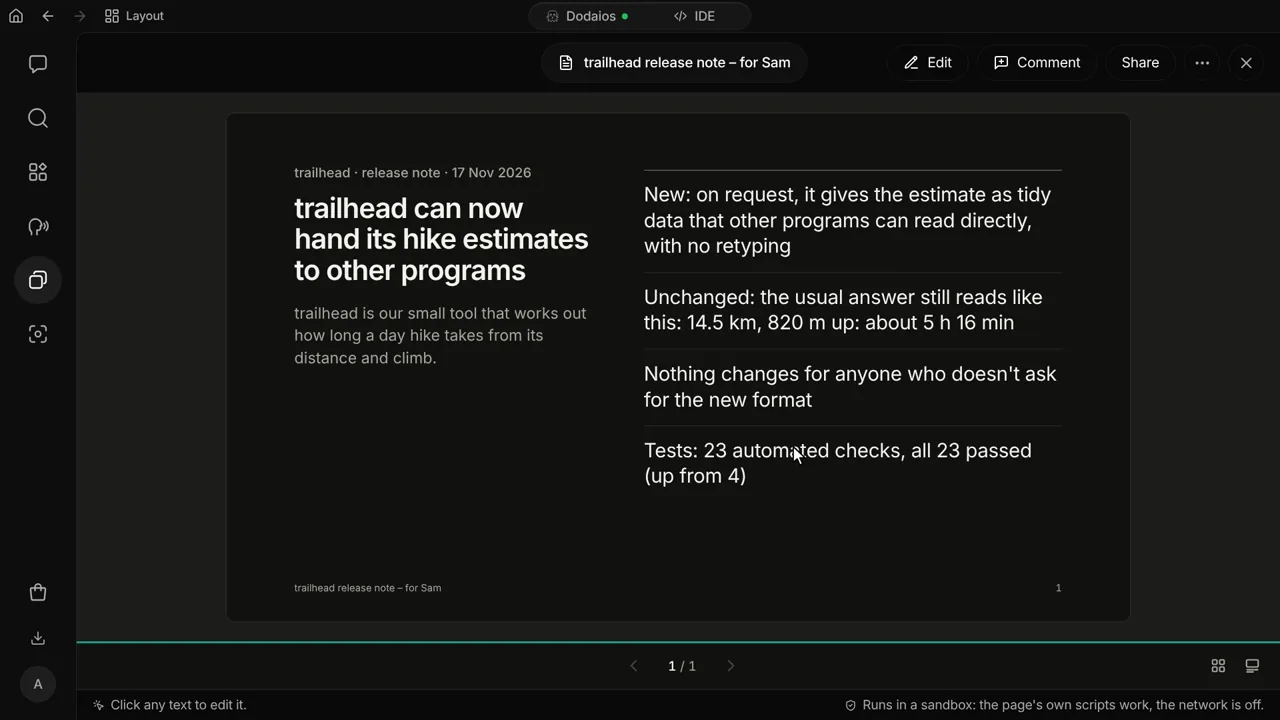 Layout
Dodaios
IDE
trailhead release note – for Sam
Edit
Comment
Share
trailhead · release note · 17 Nov 2026
trailhead can now
hand its hike estimates
to other programs
trailhead is our small tool that works out
how long a day hike takes from its
distance and climb.
New: on request, it gives the estimate as tidy
data that other programs can read directly,
with no retyping
Unchanged: the usual answer still reads like
this: 14.5 km, 820 m up: about 5 h 16 min
Nothing changes for anyone who doesn't ask
for the new format
Tests: 23 automated checks, all 23 passed
(up from 4)
trailhead release note – for Sam
1
1 / 1
A
Click any text to edit it.
Runs in a sandbox: the page's own scripts work, the network is off.